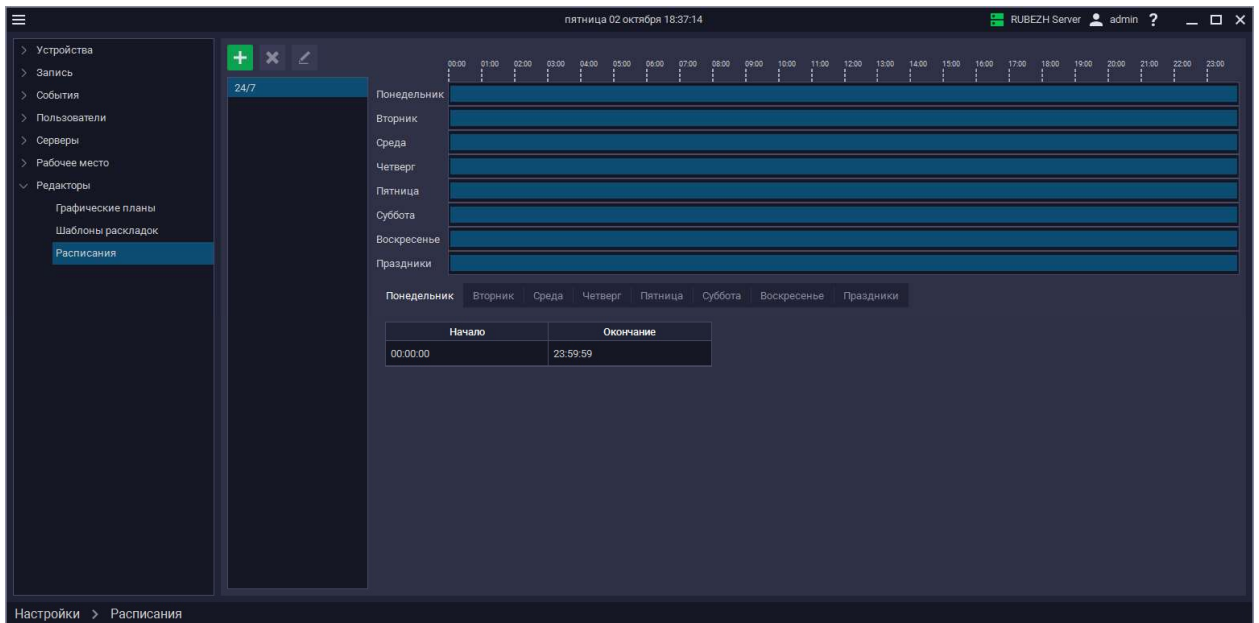 пятница 02 октября 18:37:14 RUBEZH Server admin ?
Устройства
Запись
События
Пользователи
Серверы
Рабочее место
Редакторы
Графические планы
Шаблоны раскладок
Расписания
24/7
00:00 01:00 02:00 03:00 04:00 05:00 06:00 07:00 08:00 09:00 10:00 11:00 12:00 13:00 14:00 15:00 16:00 17:00 18:00 19:00 20:00 21:00 22:00 23:00
Понедельник
Вторник
Среда
Четверг
Пятница
Суббота
Воскресенье
Праздники
Понедельник Вторник Среда Четверг Пятница Суббота Воскресенье Праздники
Начало Окончание
00:00:00 23:59:59
Настройки > Расписания